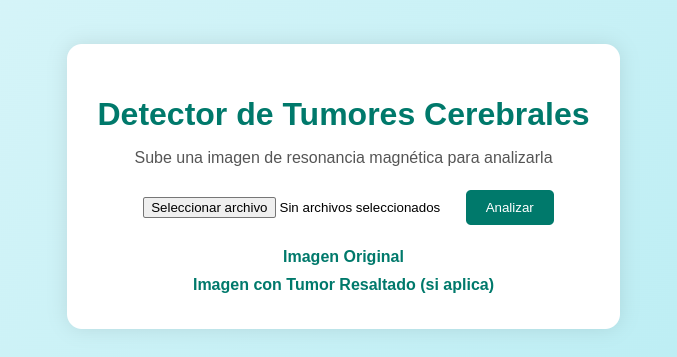 Detector de Tumores Cerebrales
Sube una imagen de resonancia magnética para analizarla
Seleccionar archivo Sin archivos seleccionados Analizar
Imagen Original
Imagen con Tumor Resaltado (si aplica)